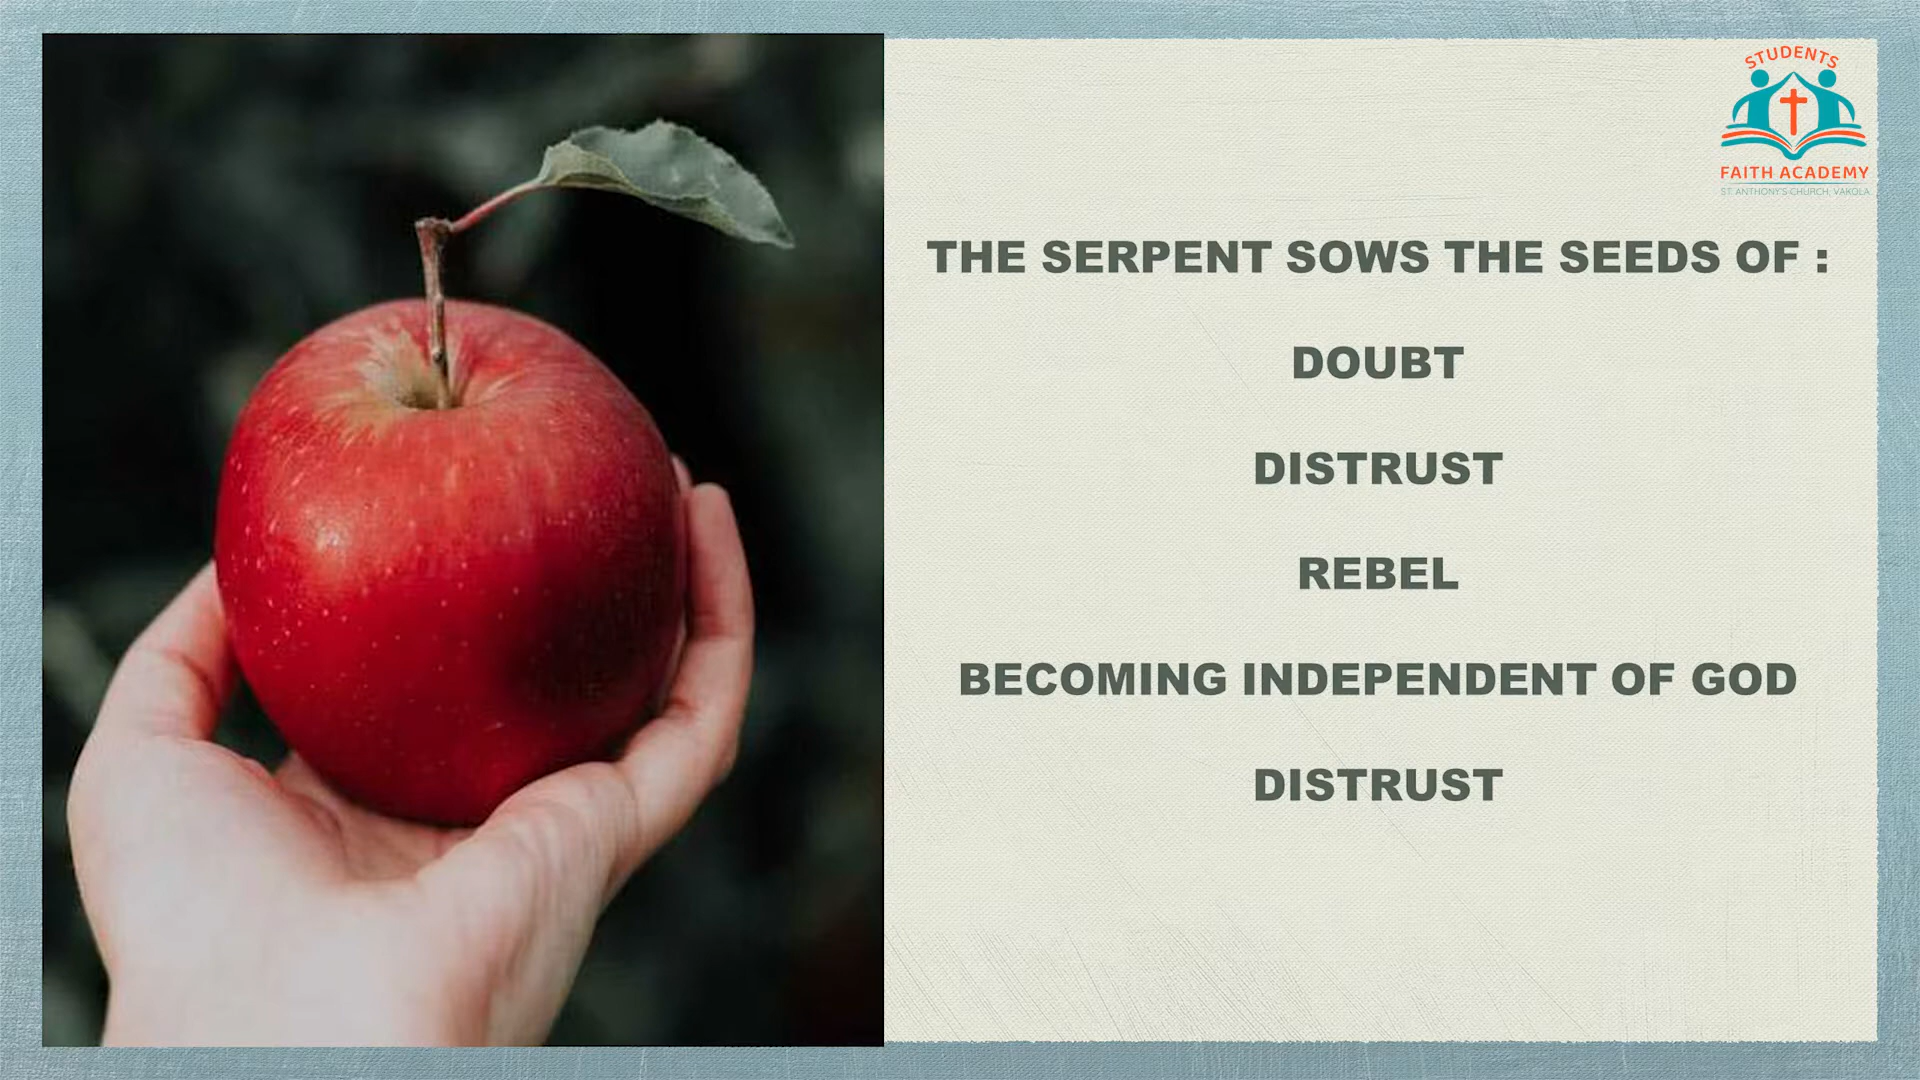 STUDENTS
FAITH ACADEMY
ST. ANTHONY'S CHURCH, VAKOLA
THE SERPENT SOWS THE SEEDS OF :
DOUBT
DISTRUST
REBEL
BECOMING INDEPENDENT OF GOD
DISTRUST